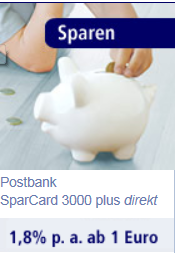 Sparen
Postbank
SparCard 3000 plus direkt
1,8% p. a. ab 1 Euro